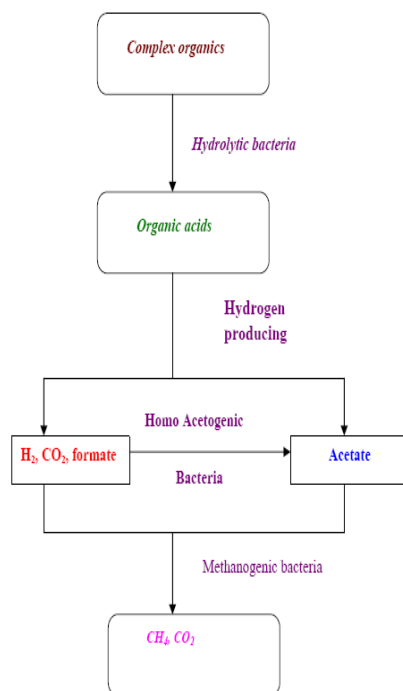 Complex organics
Hydrolytic bacteria
Organic acids
Hydrogen
producing
Homo Acetogenic
H₂, CO₂, formate
Acetate
Bacteria
Methanogenic bacteria
CH₄, CO₂